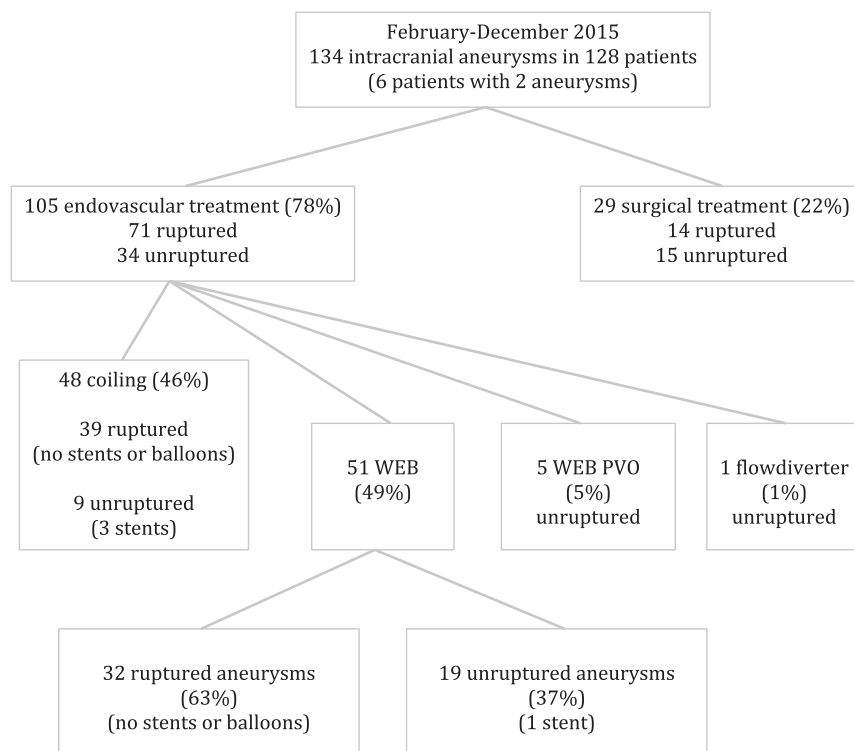 February-December 2015
134 intracranial aneurysms in 128 patients
(6 patients with 2 aneurysms)
105 endovascular treatment (78%)
71 ruptured
34 unruptured
29 surgical treatment (22%)
14 ruptured
15 unruptured
48 coiling (46%)
39 ruptured
(no stents or balloons)
9 unruptured
(3 stents)
51 WEB
(49%)
5 WEB PVO
(5%)
unruptured
1 flowdiverter
(1%)
unruptured
32 ruptured aneurysms
(63%)
(no stents or balloons)
19 unruptured aneurysms
(37%)
(1 stent)